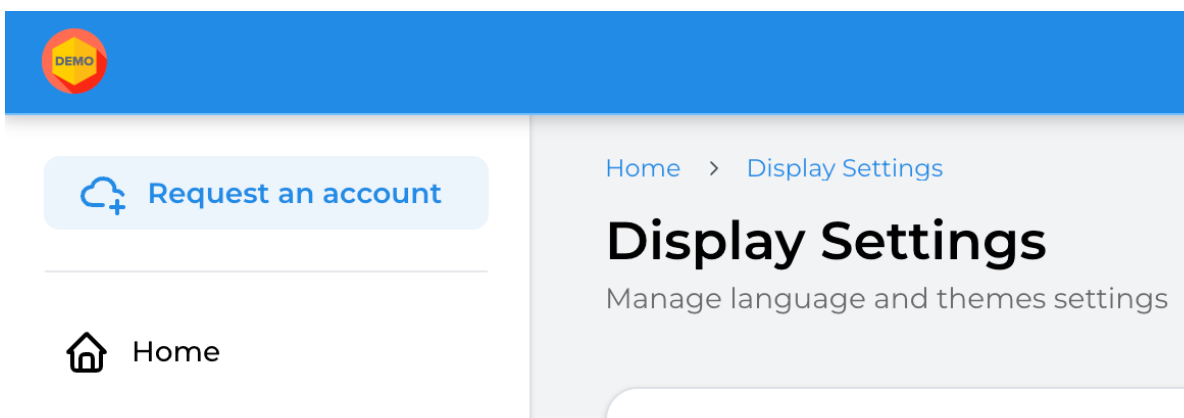 DEMO
Request an account
Home
Home > Display Settings
Display Settings
Manage language and themes settings